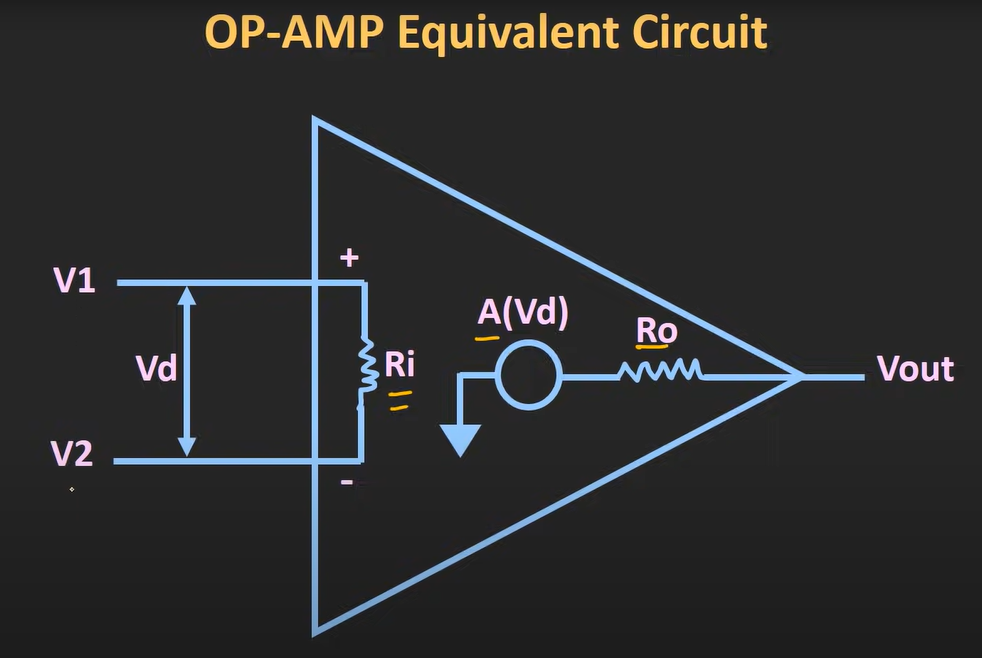 OP-AMP Equivalent Circuit
+
V1
A(Vd)
Ro
Vd
Ri
Vout
V2
-